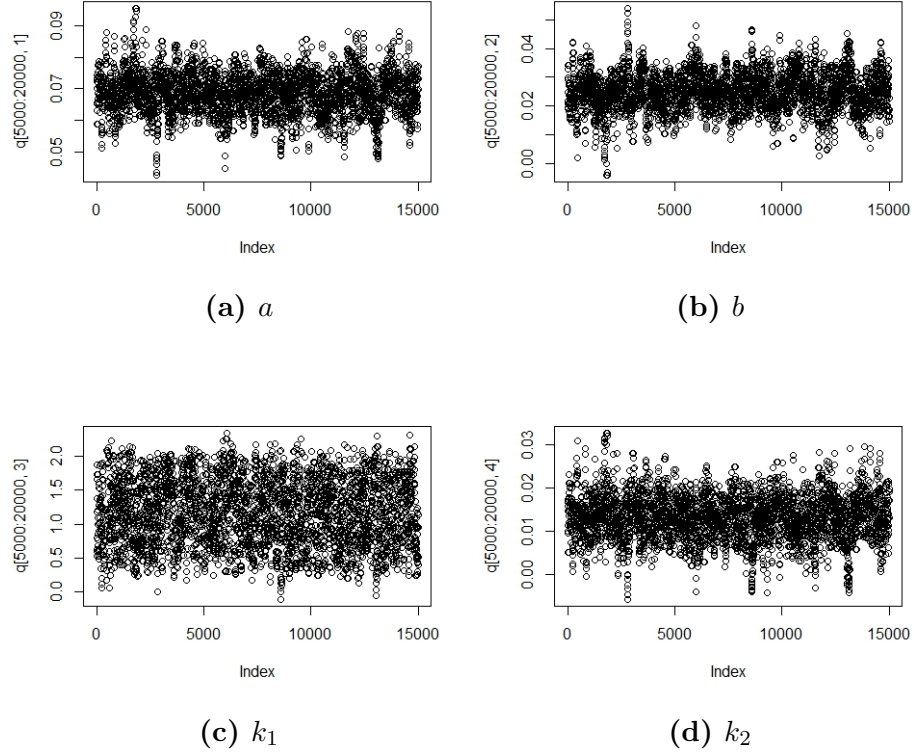 q[5000:20000, 1]
0.05 0.07 0.09
0 5000 10000 15000
Index
(a) a
q[5000:20000, 2]
0.00 0.02 0.04
0 5000 10000 15000
Index
(b) b
q[5000:20000, 3]
0.0 0.5 1.0 1.5 2.0
0 5000 10000 15000
Index
(c) k₁
q[5000:20000, 4]
0.00 0.01 0.02 0.03
0 5000 10000 15000
Index
(d) k₂